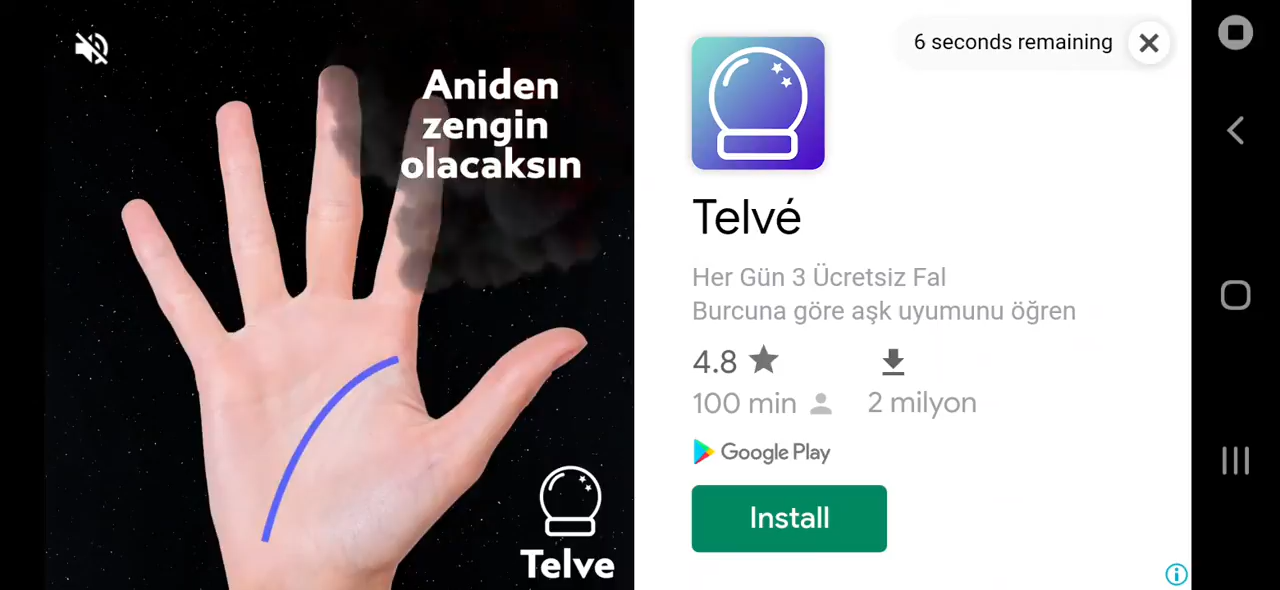 Aniden
zengin
olacaksın
Telve
6 seconds remaining
Telvé
Her Gün 3 Ücretsiz Fal
Burcuna göre aşk uyumunu öğren
4.8
100 min
2 milyon
Google Play
Install